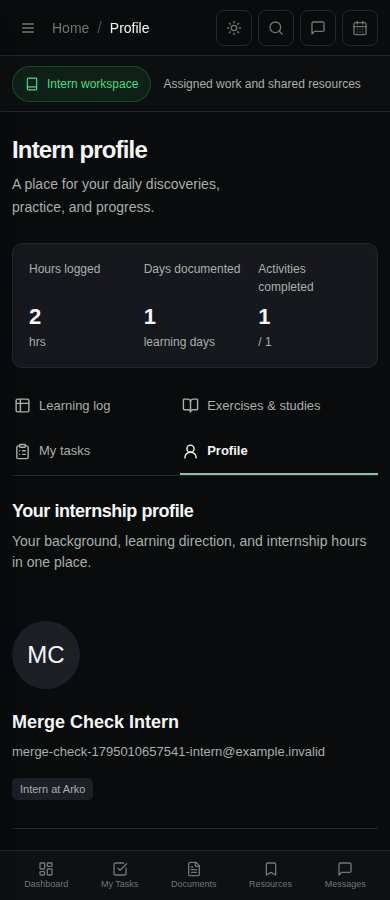 Home / Profile
Intern workspace
Assigned work and shared resources
Intern profile
A place for your daily discoveries,
practice, and progress.
Hours logged
2
hrs
Days documented
1
learning days
Activities
completed
1
/ 1
Learning log
Exercises & studies
My tasks
Profile
Your internship profile
Your background, learning direction, and internship hours
in one place.
MC
Merge Check Intern
merge-check-1795010657541-intern@example.invalid
Intern at Arko
Dashboard
My Tasks
Documents
Resources
Messages